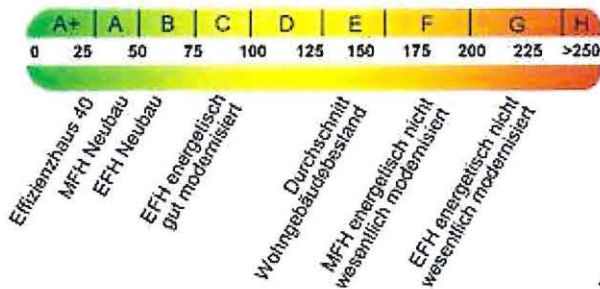 A+ A B C D E F G H
0 25 50 75 100 125 150 175 200 225 >250
Effizienzhaus 40
MFH Neubau
EFH Neubau
EFH energetisch
gut modernisiert
Durchschnitt
Wohngebäudebestand
MFH energetisch nicht
wesentlich modernisiert
EFH energetisch nicht
wesentlich modernisiert